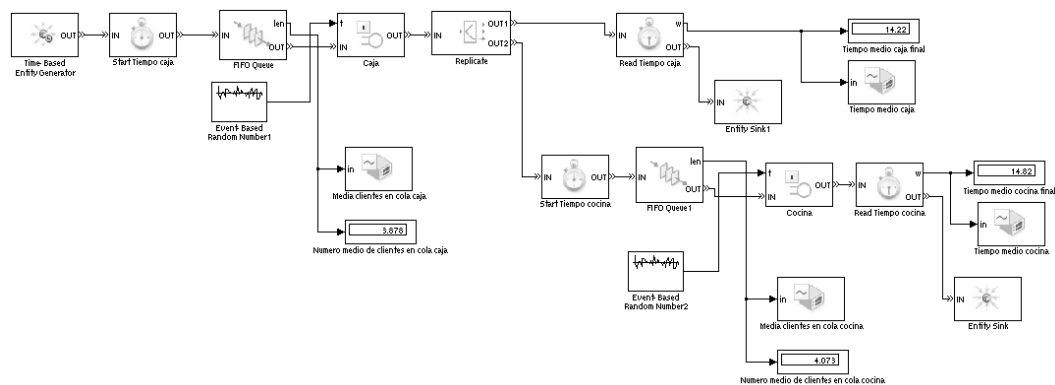 OUT
Time-Based
Entity Generator
IN
OUT
Start Tiempo caja
IN
len
OUT
FIFO Queue
t
IN
OUT
Caja
IN
OUT1
OUT2
Replicate
IN
w
OUT
Read Tiempo caja
14.22
Tiempo medio caja final
in
Tiempo medio caja
IN
Entity Sink1
Event-Based
Random Number1
in
Media clientes en cola caja
3.878
Numero medio de clientes en cola caja
IN
OUT
Start Tiempo cocina
IN
len
OUT
FIFO Queue1
t
IN
OUT
Cocina
IN
w
OUT
Read Tiempo cocina
14.82
Tiempo medio cocina final
in
Tiempo medio cocina
IN
Entity Sink
Event-Based
Random Number2
in
Media clientes en cola cocina
4.073
Numero medio de clientes en cola cocina